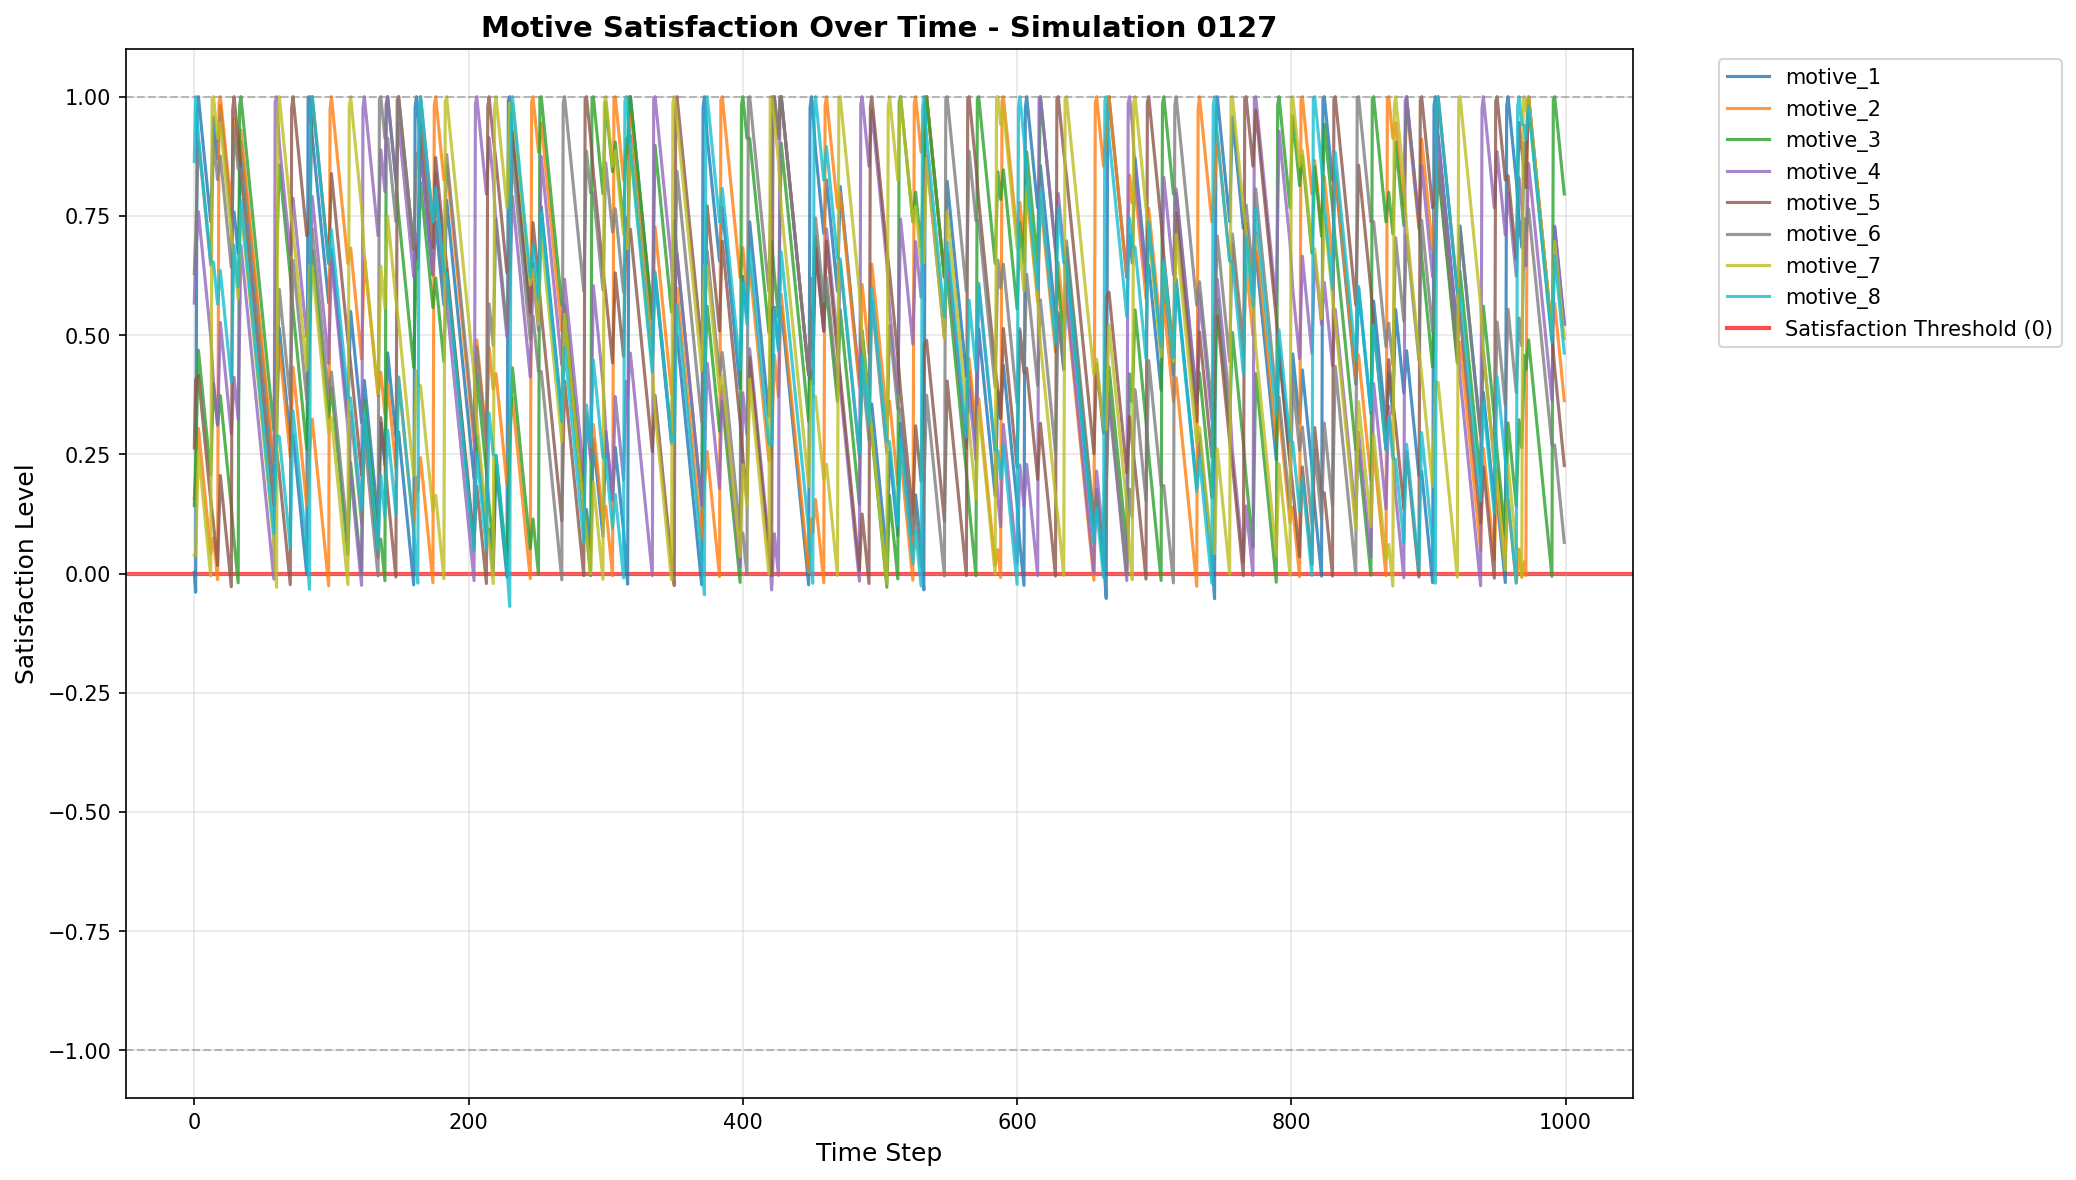 Motive Satisfaction Over Time - Simulation 0127
1.00
0.75
0.50
0.25
0.00
−0.25
−0.50
−0.75
−1.00
Satisfaction Level
0
200
400
600
800
1000
Time Step
motive_1
motive_2
motive_3
motive_4
motive_5
motive_6
motive_7
motive_8
Satisfaction Threshold (0)